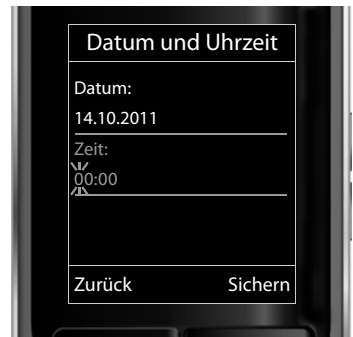 Datum und Uhrzeit
Datum:
14.10.2011
Zeit:
00:00
Zurück Sichern